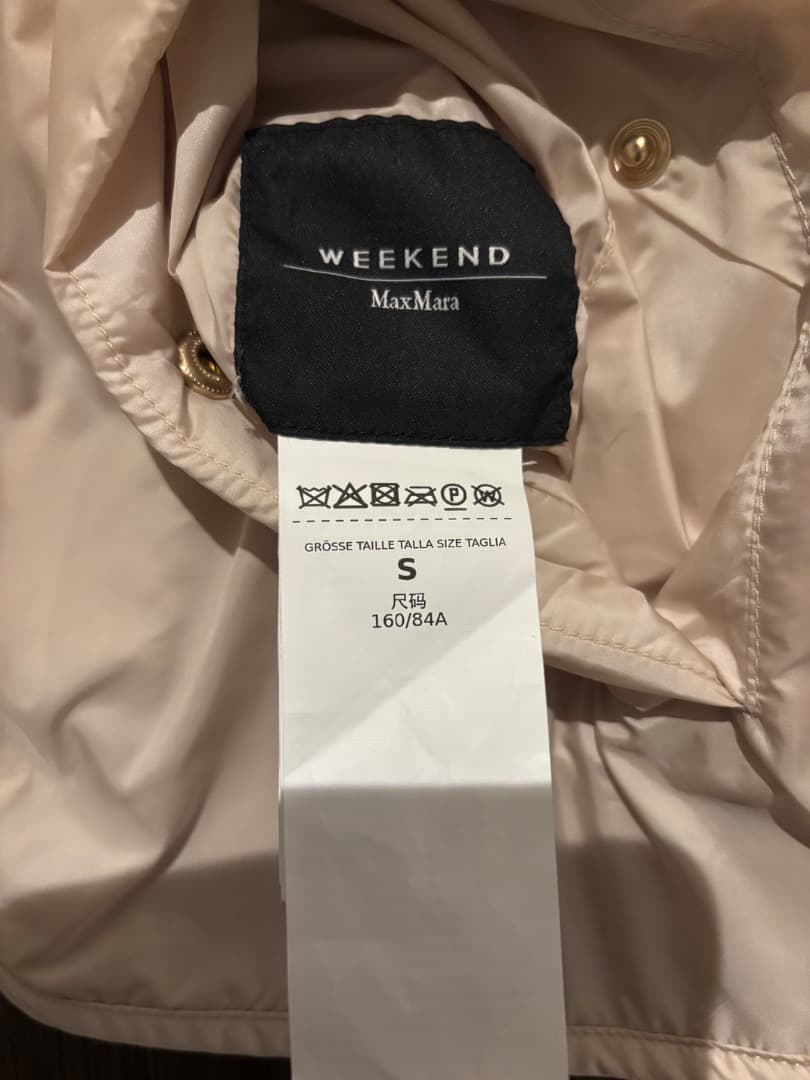 WEEKEND
MaxMara
P W
GRÖSSE TAILLE TALLA SIZE TAGLIA
S
尺码
160/84A